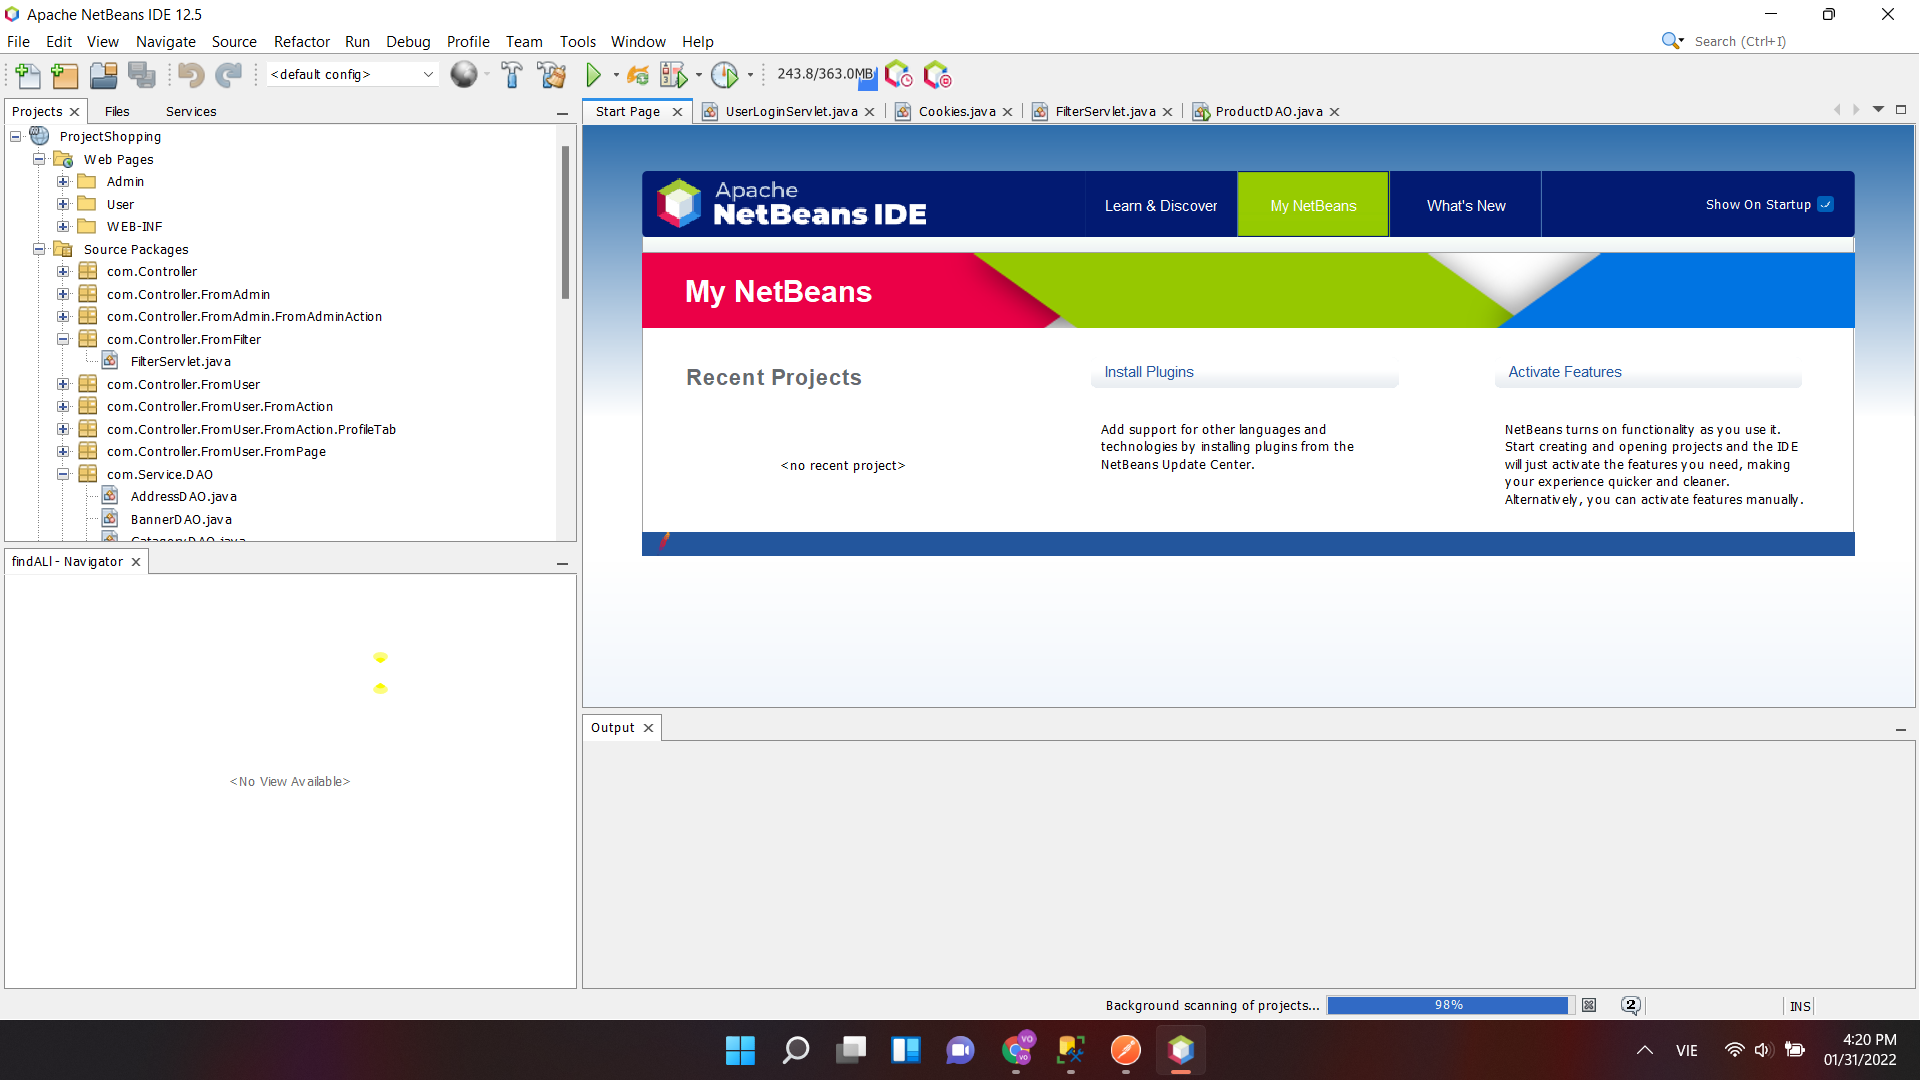 Apache NetBeans IDE 12.5
File Edit View Navigate Source Refactor Run Debug Profile Team Tools Window Help
Search (Ctrl+I)
<default config>
243.8/363.0MB
Projects Files Services
ProjectShopping
Web Pages
Admin
User
WEB-INF
Source Packages
com.Controller
com.Controller.FromAdmin
com.Controller.FromAdmin.FromAdminAction
com.Controller.FromFilter
FilterServlet.java
com.Controller.FromUser
com.Controller.FromUser.FromAction
com.Controller.FromUser.FromAction.ProfileTab
com.Controller.FromUser.FromPage
com.Service.DAO
AddressDAO.java
BannerDAO.java
CatagoryDAO.java
findALl - Navigator
<No View Available>
Start Page UserLoginServlet.java Cookies.java FilterServlet.java ProductDAO.java
Apache
NetBeans IDE
Learn & Discover My NetBeans What's New Show On Startup
My NetBeans
Recent Projects
<no recent project>
Install Plugins
Add support for other languages and
technologies by installing plugins from the
NetBeans Update Center.
Activate Features
NetBeans turns on functionality as you use it.
Start creating and opening projects and the IDE
will just activate the features you need, making
your experience quicker and cleaner.
Alternatively, you can activate features manually.
Output
Background scanning of projects... 98% 2 INS
VO
vo
VIE
4:20 PM
01/31/2022